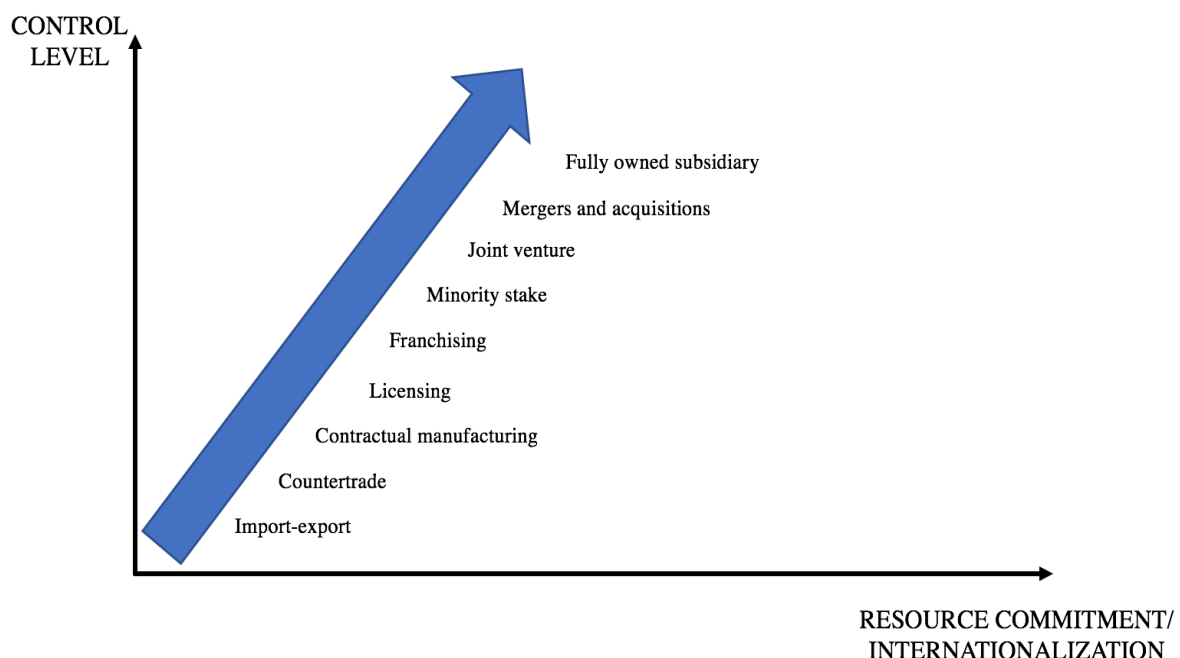 CONTROL
LEVEL
Fully owned subsidiary
Mergers and acquisitions
Joint venture
Minority stake
Franchising
Licensing
Contractual manufacturing
Countertrade
Import-export
RESOURCE COMMITMENT/
INTERNATIONALIZATION